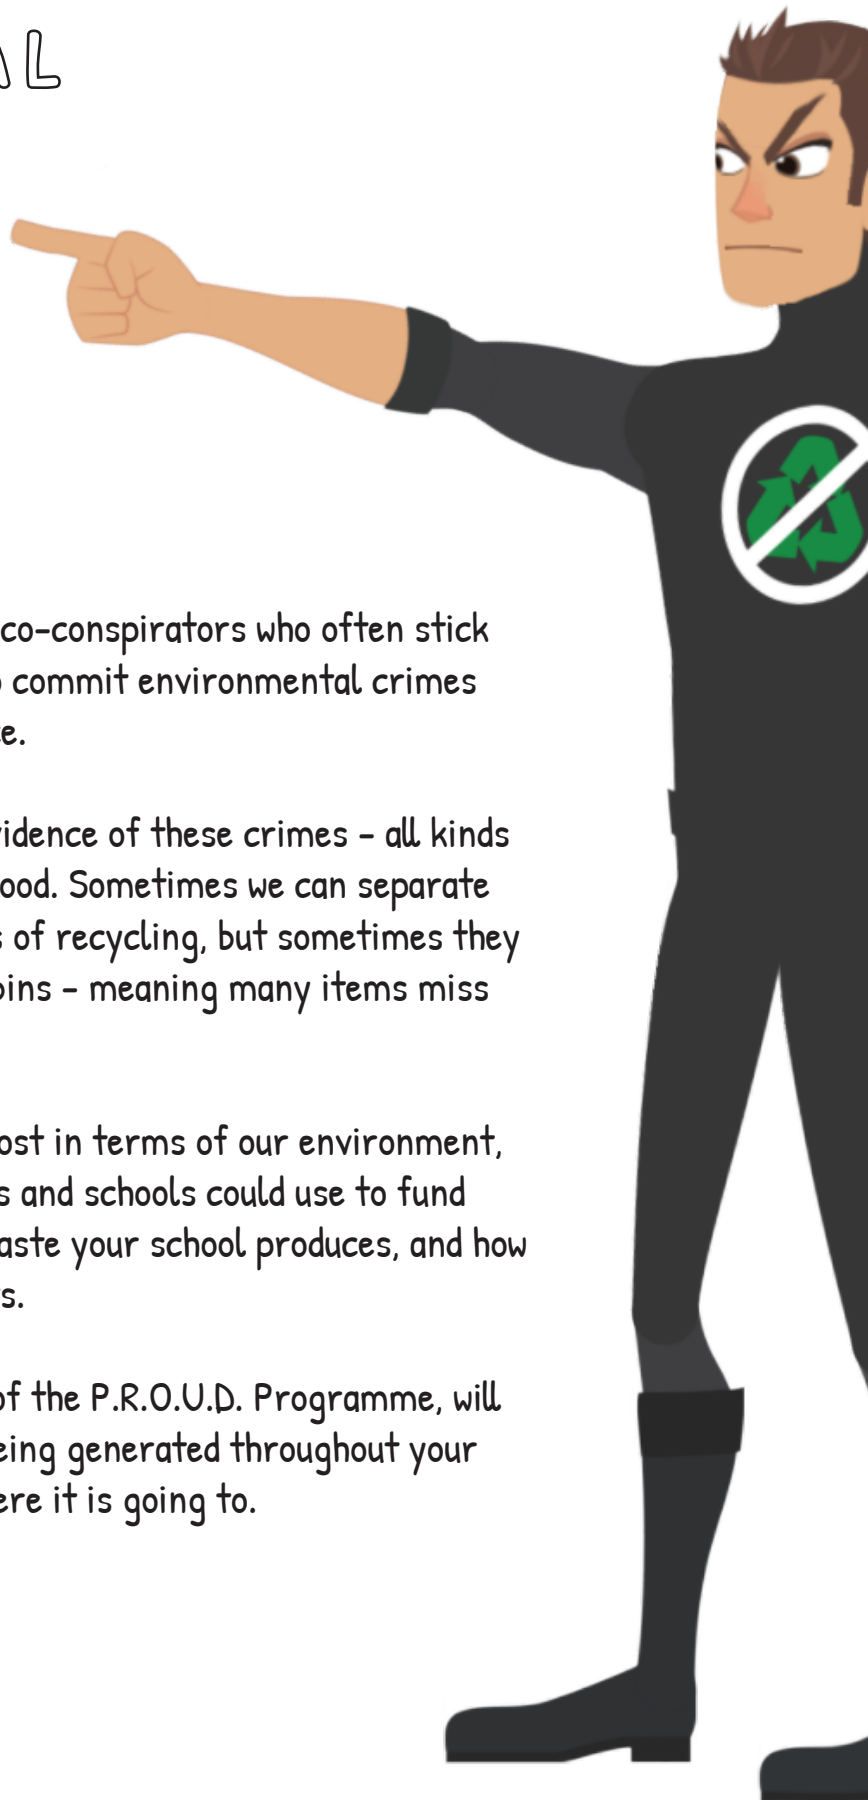 AL
co-conspirators who often stick
commit environmental crimes
e.
idence of these crimes – all kinds
ood. Sometimes we can separate
s of recycling, but sometimes they
bins – meaning many items miss
ost in terms of our environment,
s and schools could use to fund
aste your school produces, and how
s.
of the P.R.O.U.D. Programme, will
eing generated throughout your
ere it is going to.